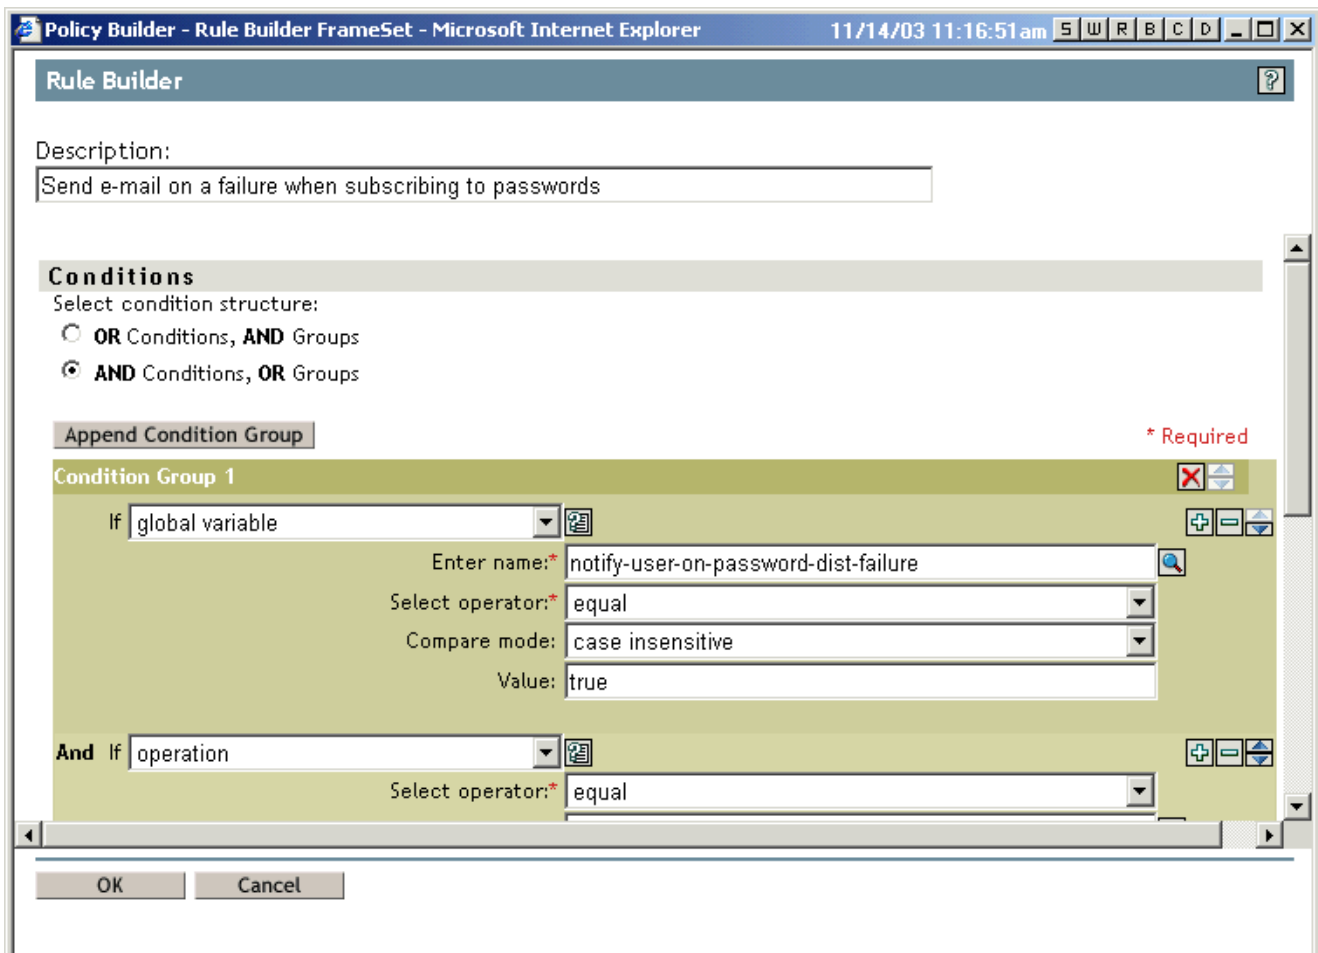 Policy Builder - Rule Builder FrameSet - Microsoft Internet Explorer 11/14/03 11:16:51am S W R B C D
Rule Builder ?
Description:
Send e-mail on a failure when subscribing to passwords
Conditions
Select condition structure:
OR Conditions, AND Groups
AND Conditions, OR Groups
Append Condition Group * Required
Condition Group 1
If global variable
Enter name:* notify-user-on-password-dist-failure
Select operator:* equal
Compare mode: case insensitive
Value: true
And If operation
Select operator:* equal
OK Cancel